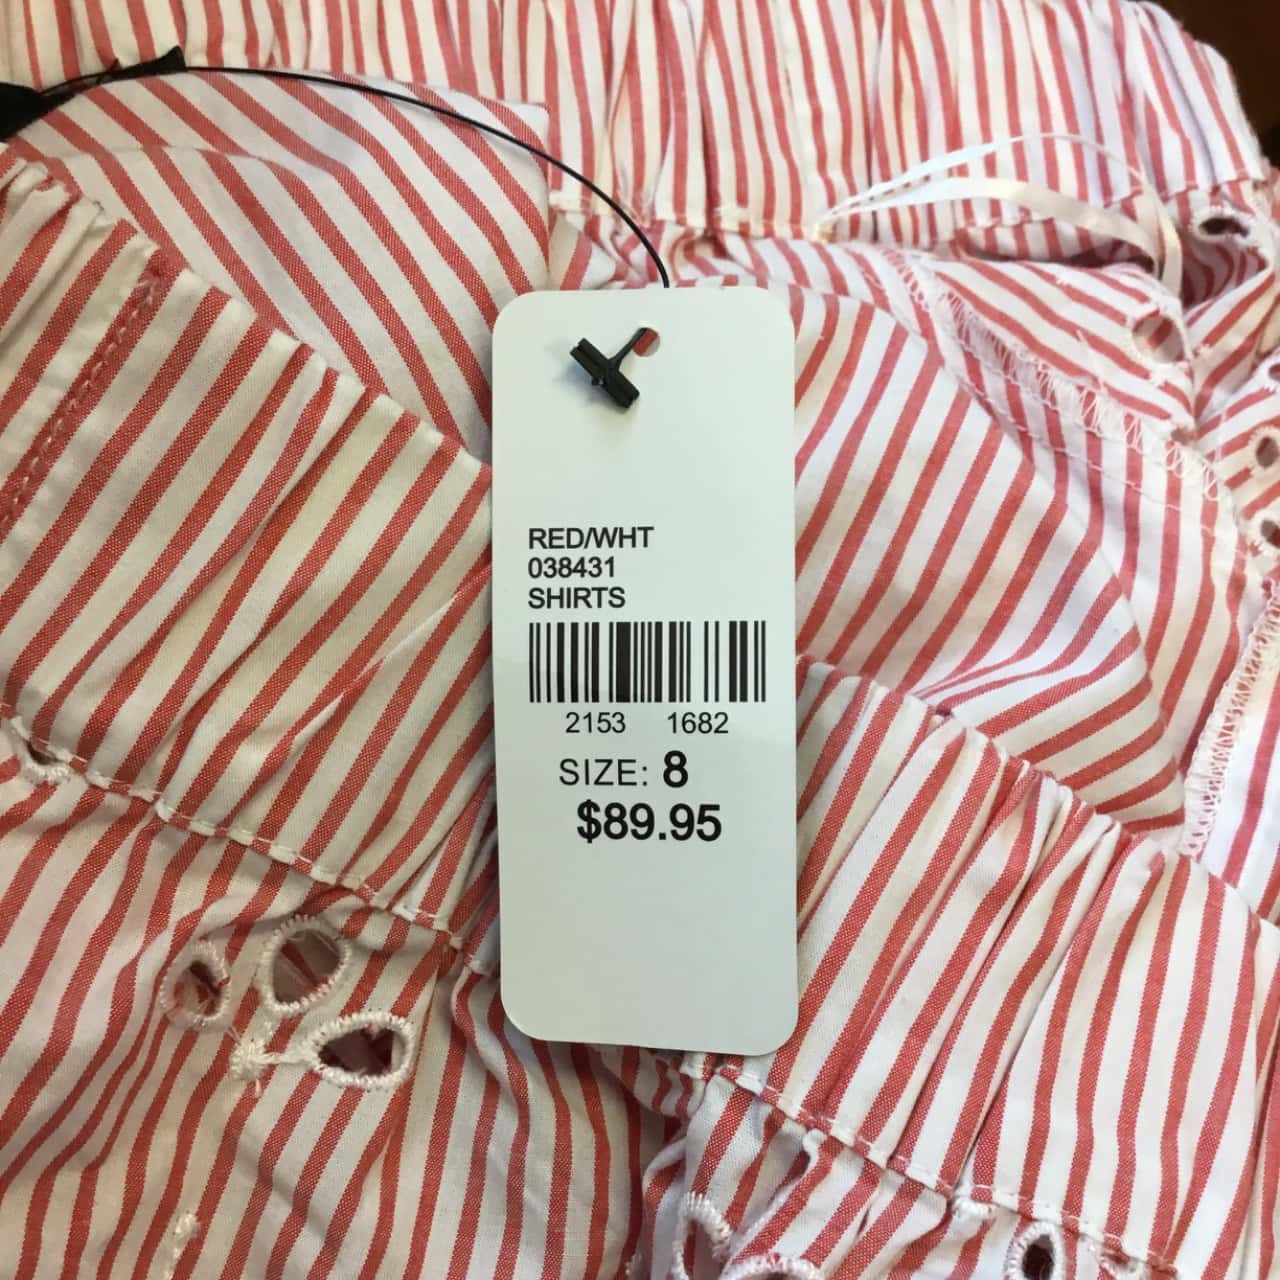 RED/WHT
038431
SHIRTS
2153 1682
SIZE: 8
$89.95